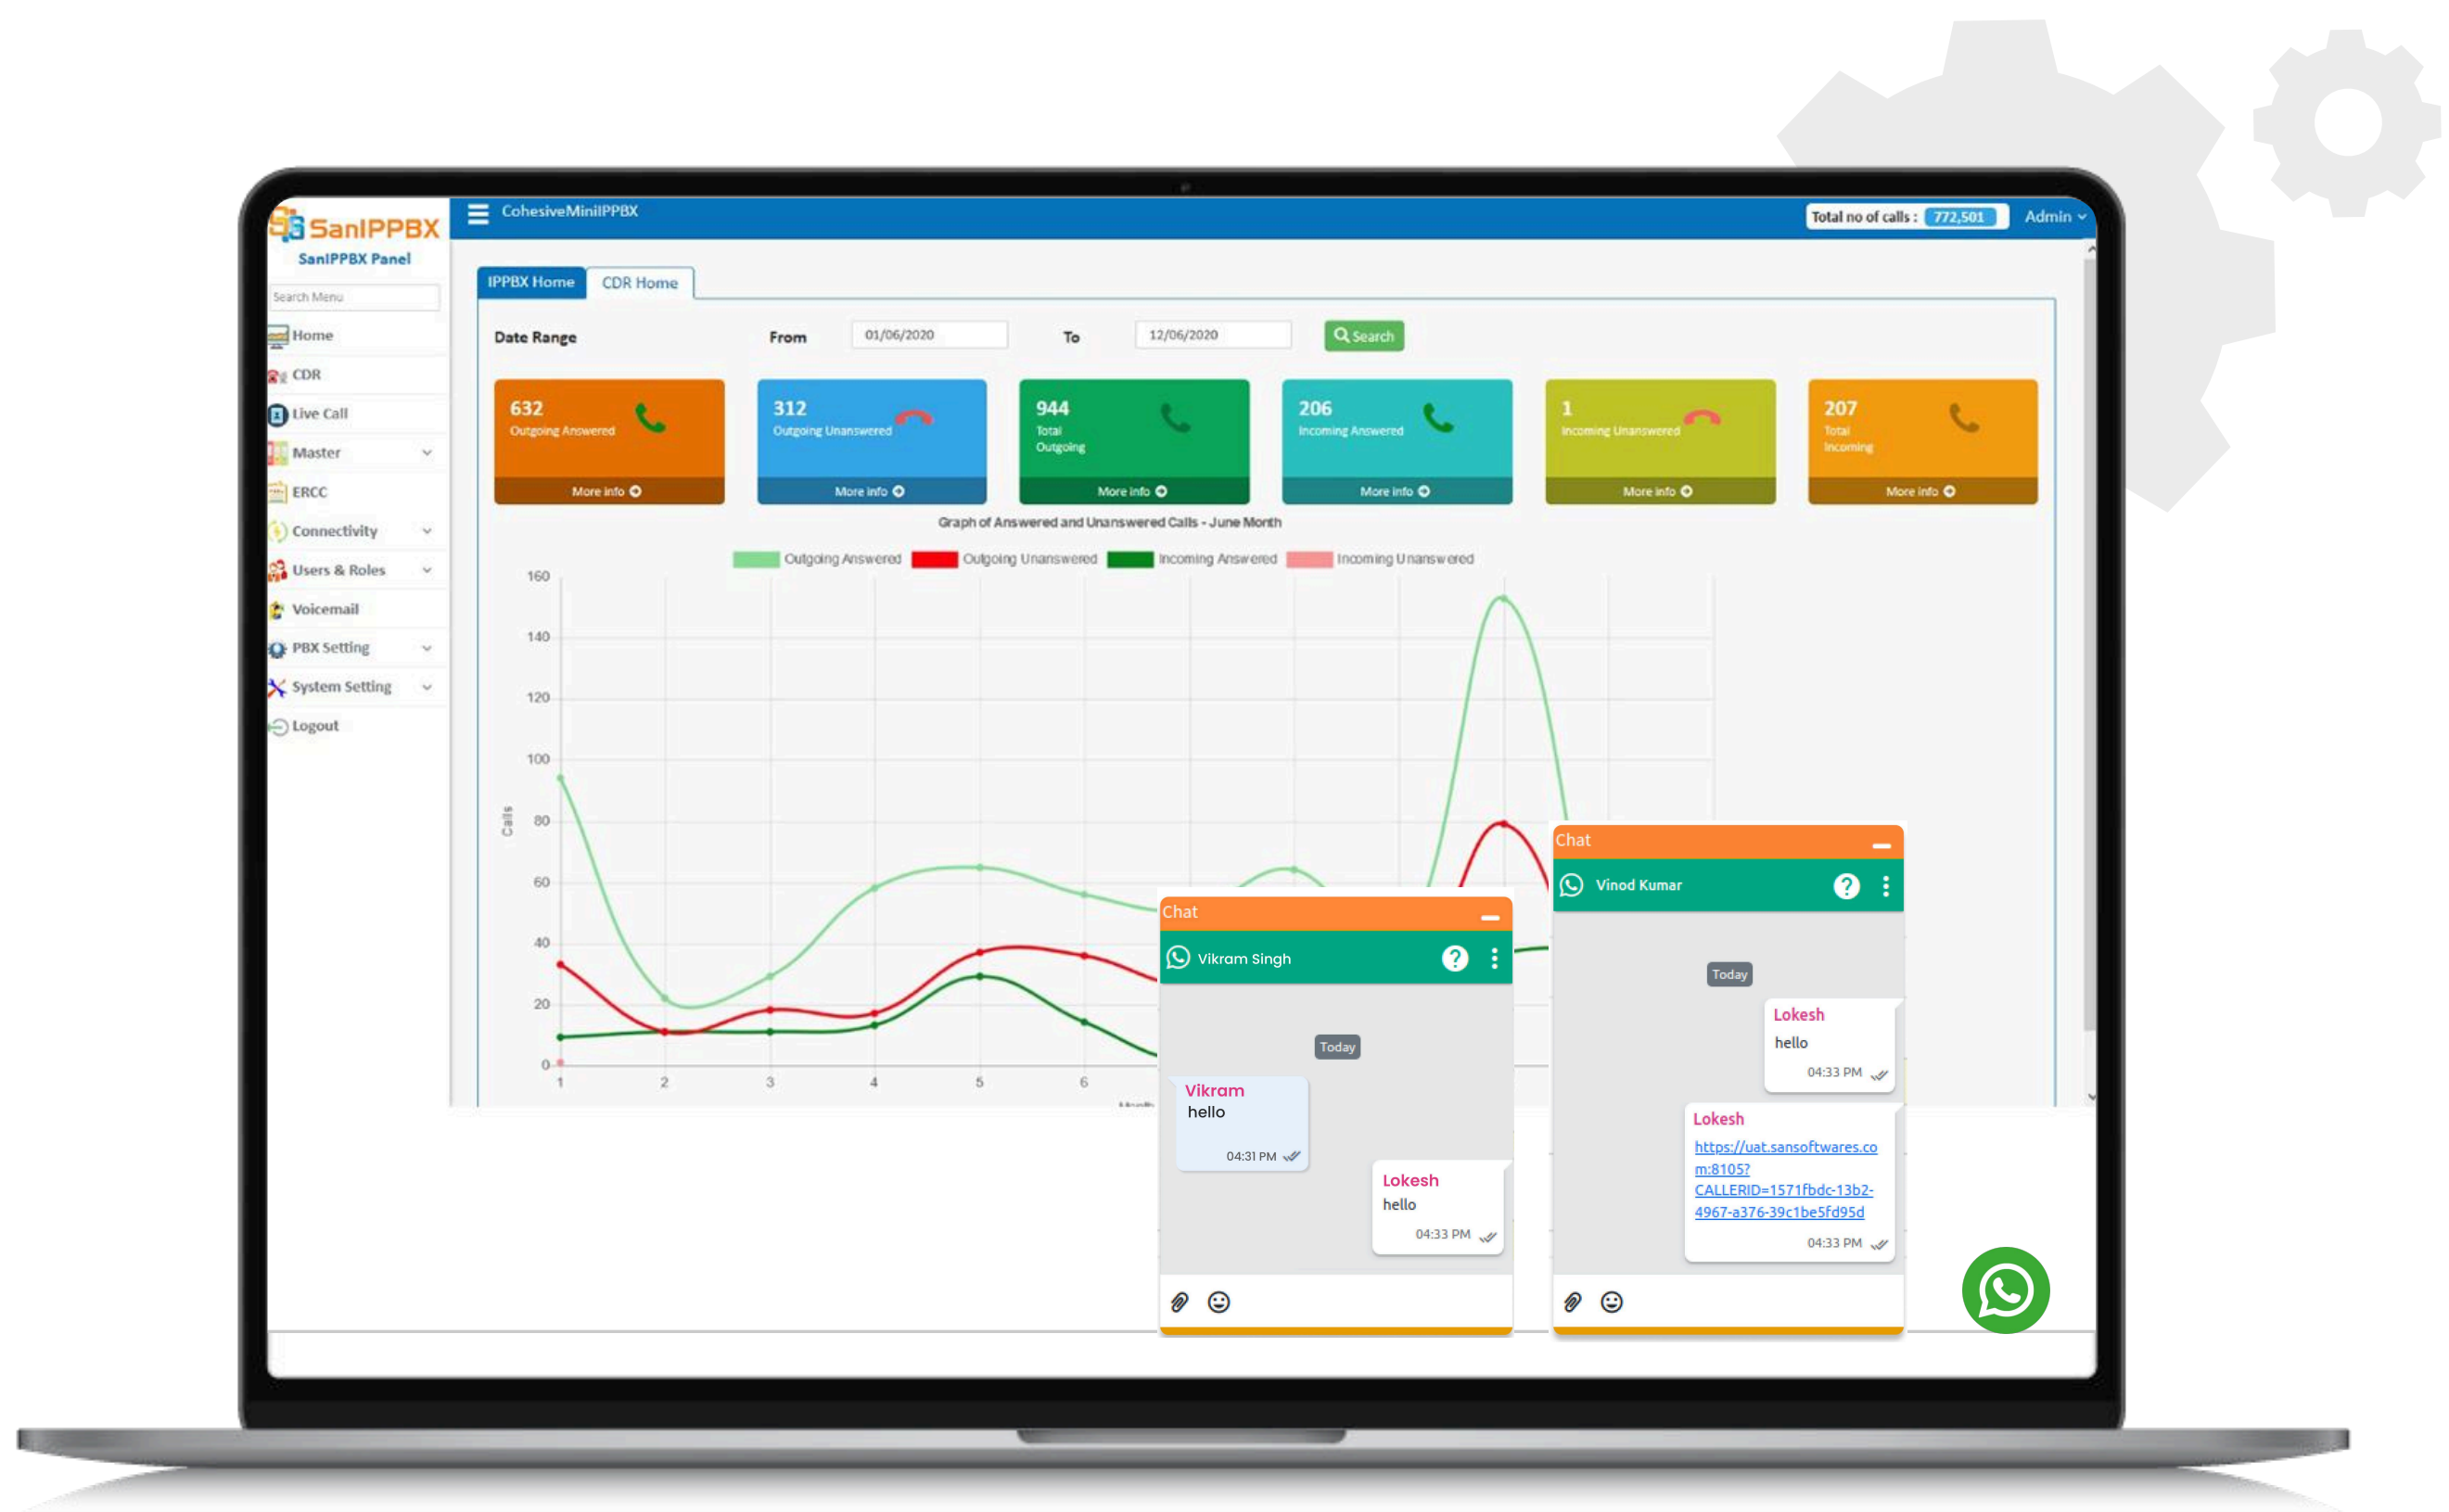 SanIPPBX
SanIPPBX Panel
Search Menu
Home
CDR
Live Call
Master
ERCC
Connectivity
Users & Roles
Voicemail
PBX Setting
System Setting
Logout
CohesiveMiniIPPBX
Total no of calls : 772,501
Admin
IPPBX Home
CDR Home
Date Range
From
01/06/2020
To
12/06/2020
Search
632
Outgoing Answered
More info
312
Outgoing Unanswered
More info
944
Total
Outgoing
More info
206
Incoming Answered
More info
1
Incoming Unanswered
More info
207
Total
Incoming
More info
Graph of Answered and Unanswered Calls - June Month
Outgoing Answered
Outgoing Unanswered
Incoming Answered
Incoming Unanswered
160
140
120
100
80
60
40
20
0
Calls
1
2
3
4
5
6
Chat
Vikram Singh
?
Today
Vikram
hello
04:31 PM
Lokesh
hello
04:33 PM
Chat
Vinod Kumar
?
Today
Lokesh
hello
04:33 PM
Lokesh
https://uat.sansoftwares.co
m:8105?
CALLERID=1571fbdc-13b2-
4967-a376-39c1be5fd95d
04:33 PM